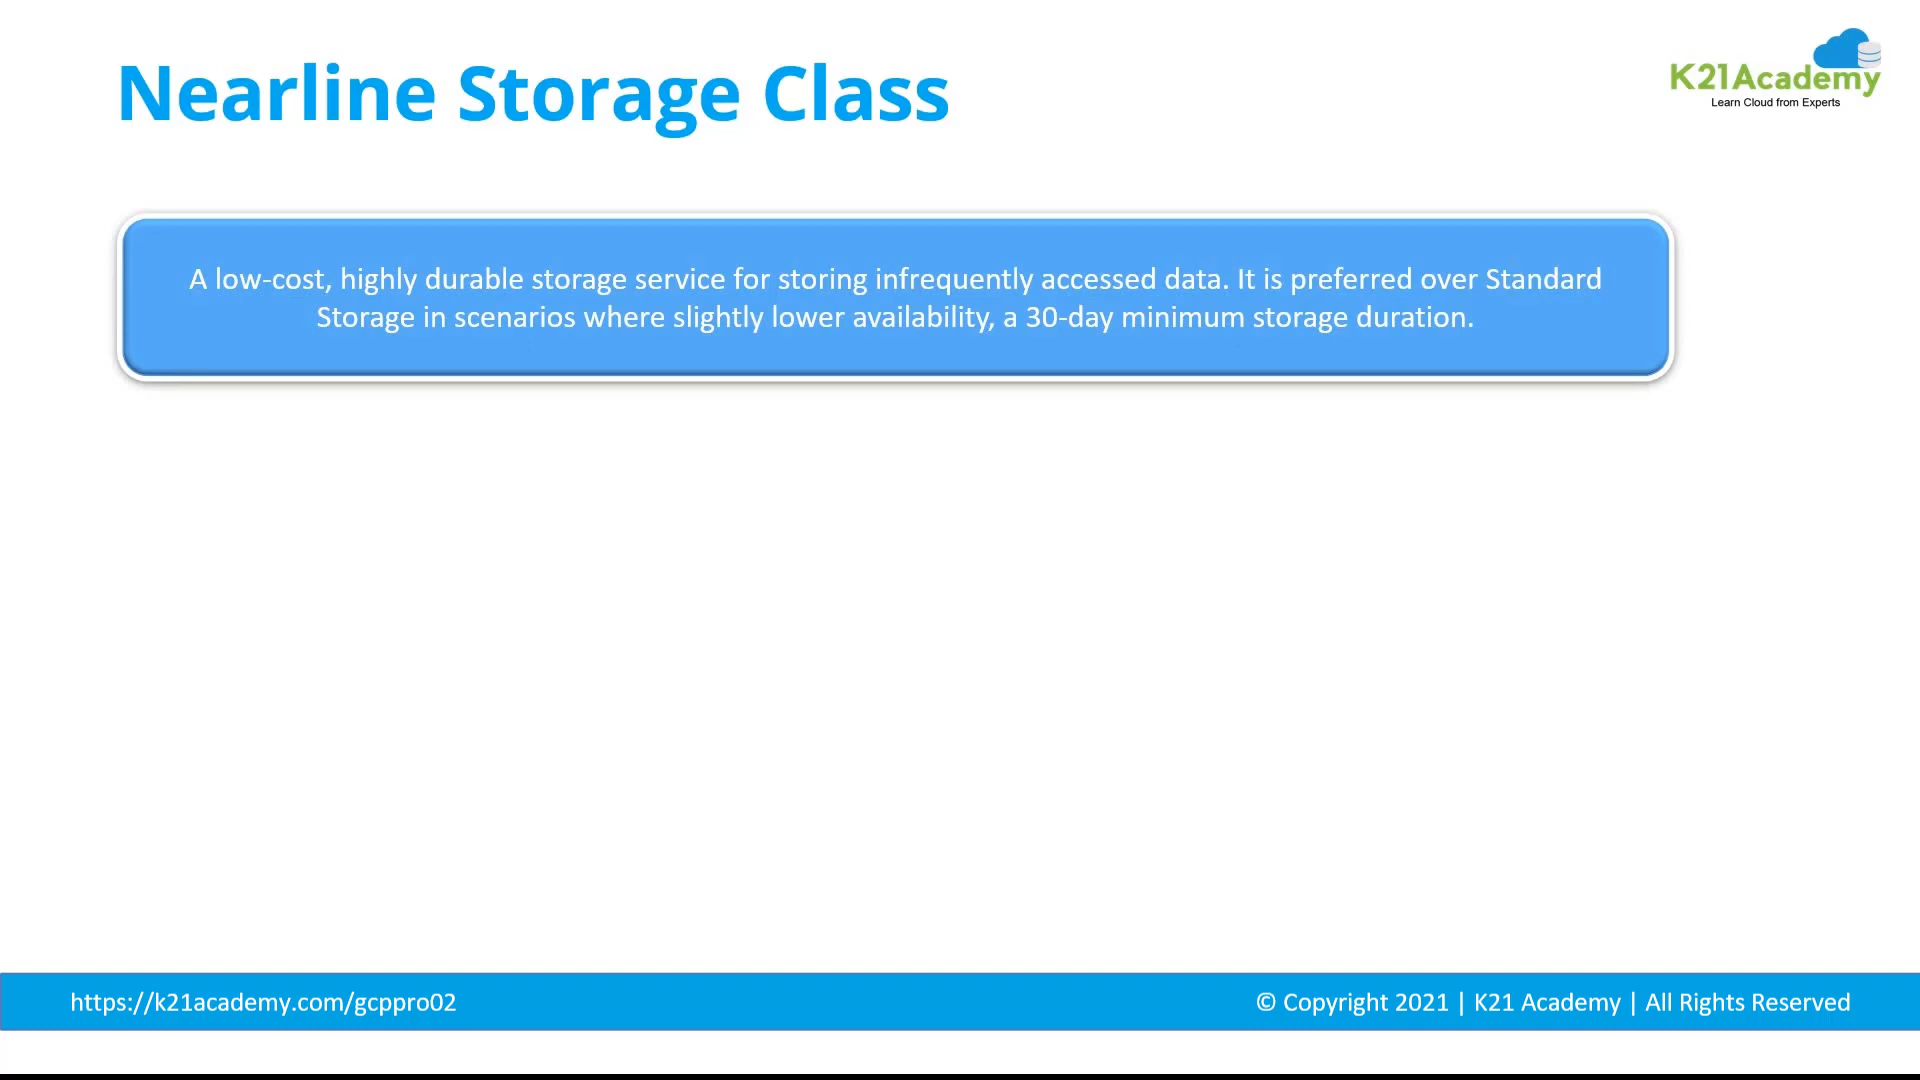 Nearline Storage Class
K21Academy
Learn Cloud from Experts
A low-cost, highly durable storage service for storing infrequently accessed data. It is preferred over Standard
Storage in scenarios where slightly lower availability, a 30-day minimum storage duration.
https://k21academy.com/gcppro02
© Copyright 2021 | K21 Academy | All Rights Reserved